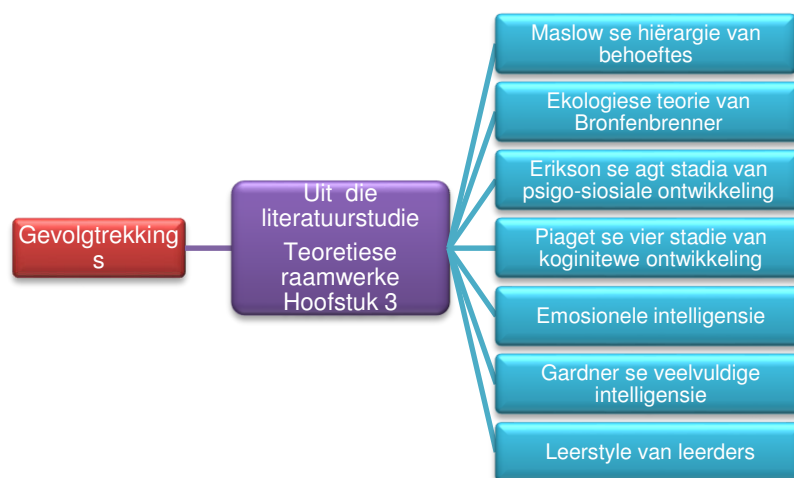 Gevolgtrekking
s
Uit die
literatuurstudie
Teoretiese
raamwerke
Hoofstuk 3
Maslow se hiërargie van
behoeftes
Ekologiese teorie van
Bronfenbrenner
Erikson se agt stadia van
psigo-siosiale ontwikkeling
Piaget se vier stadie van
koginitewe ontwikkeling
Emosionele intelligensie
Gardner se veelvuldige
intelligensie
Leerstyle van leerders